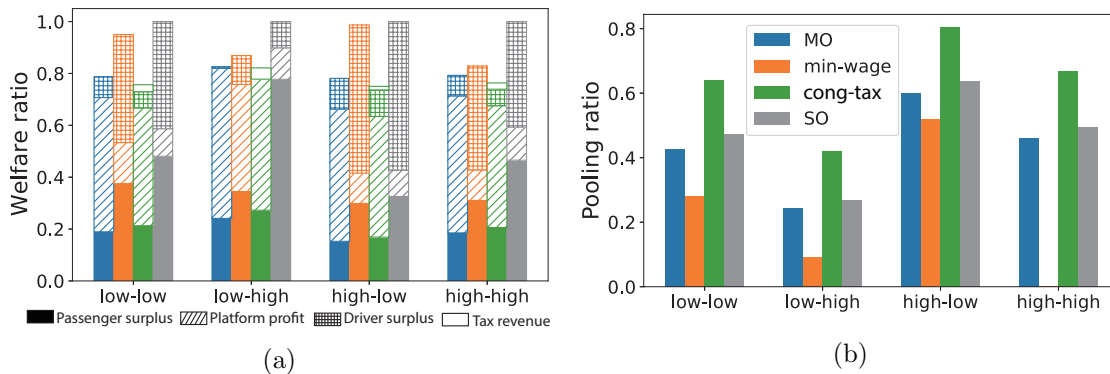 Welfare ratio
1.0
0.8
0.6
0.4
0.2
0.0
low-low low-high high-low high-high
Passenger surplus Platform profit Driver surplus Tax revenue
(a)
Pooling ratio
0.8
0.6
0.4
0.2
0.0
MO
min-wage
cong-tax
SO
low-low low-high high-low high-high
(b)